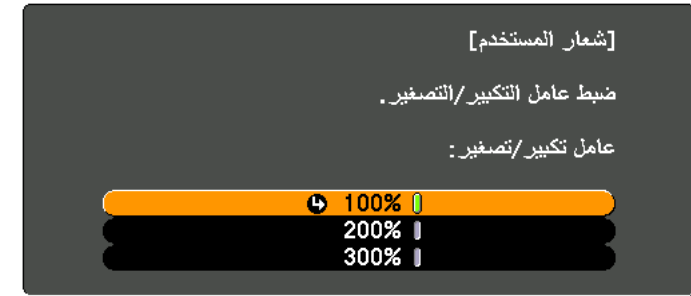 [شعار المستخدم]
ضبط عامل التكبير/التصغير.
عامل تكبير/تصغير:
100%
200%
300%